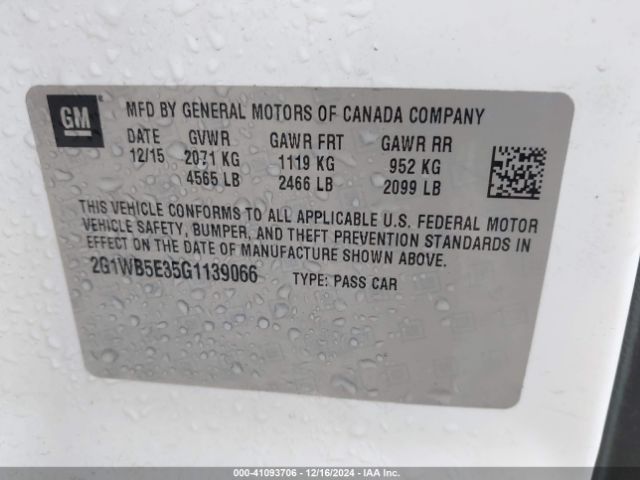 GM
MFD BY GENERAL MOTORS OF CANADA COMPANY
DATE GVWR GAWR FRT GAWR RR
12/15 2071 KG 1119 KG 952 KG
4565 LB 2466 LB 2099 LB
THIS VEHICLE CONFORMS TO ALL APPLICABLE U.S. FEDERAL MOTOR
VEHICLE SAFETY, BUMPER, AND THEFT PREVENTION STANDARDS IN
EFFECT ON THE DATE OF MANUFACTURE SHOWN ABOVE.
2G1WB5E35G1139066 TYPE: PASS CAR
0-41093706 - 12/16/2024 - IAA Inc.